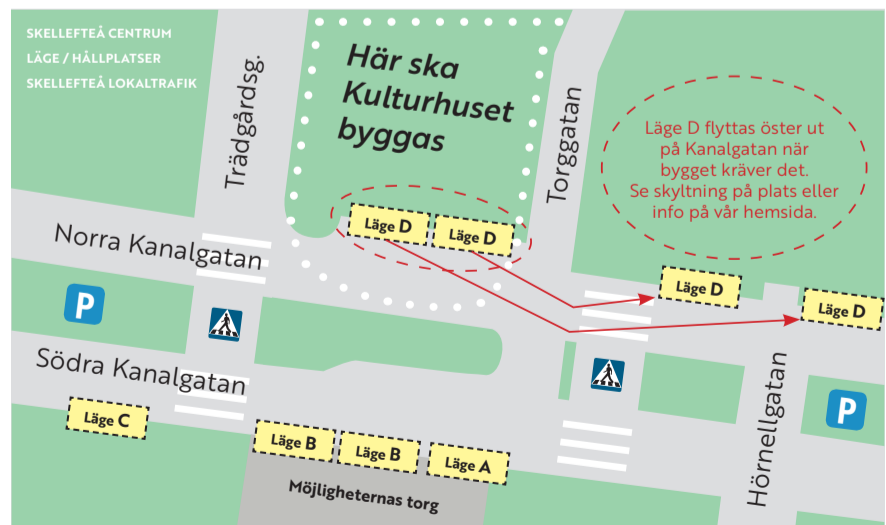 SKELLEFTEÅ CENTRUM
LÄGE / HÅLLPLATSER
SKELLEFTEÅ LOKALTRAFIK
Trädgårdsg.
Här ska
Kulturhuset
byggas
Torggatan
Läge D flyttas öster ut
på Kanalgatan när
bygget kräver det.
Se skyltning på plats eller
info på vår hemsida.
Läge D
Läge D
Norra Kanalgatan
Läge D
Läge D
P
Södra Kanalgatan
Hörnellgatan
P
Läge C
Läge B
Läge B
Läge A
Möjligheternas torg